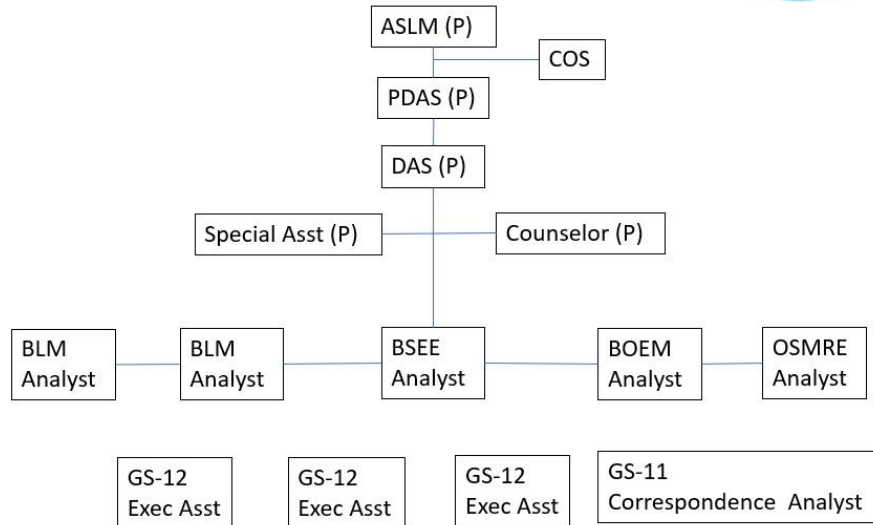 ASLM (P)
COS
PDAS (P)
DAS (P)
Special Asst (P)
Counselor (P)
BLM
Analyst
BLM
Analyst
BSEE
Analyst
BOEM
Analyst
OSMRE
Analyst
GS-12
Exec Asst
GS-12
Exec Asst
GS-12
Exec Asst
GS-11
Correspondence Analyst